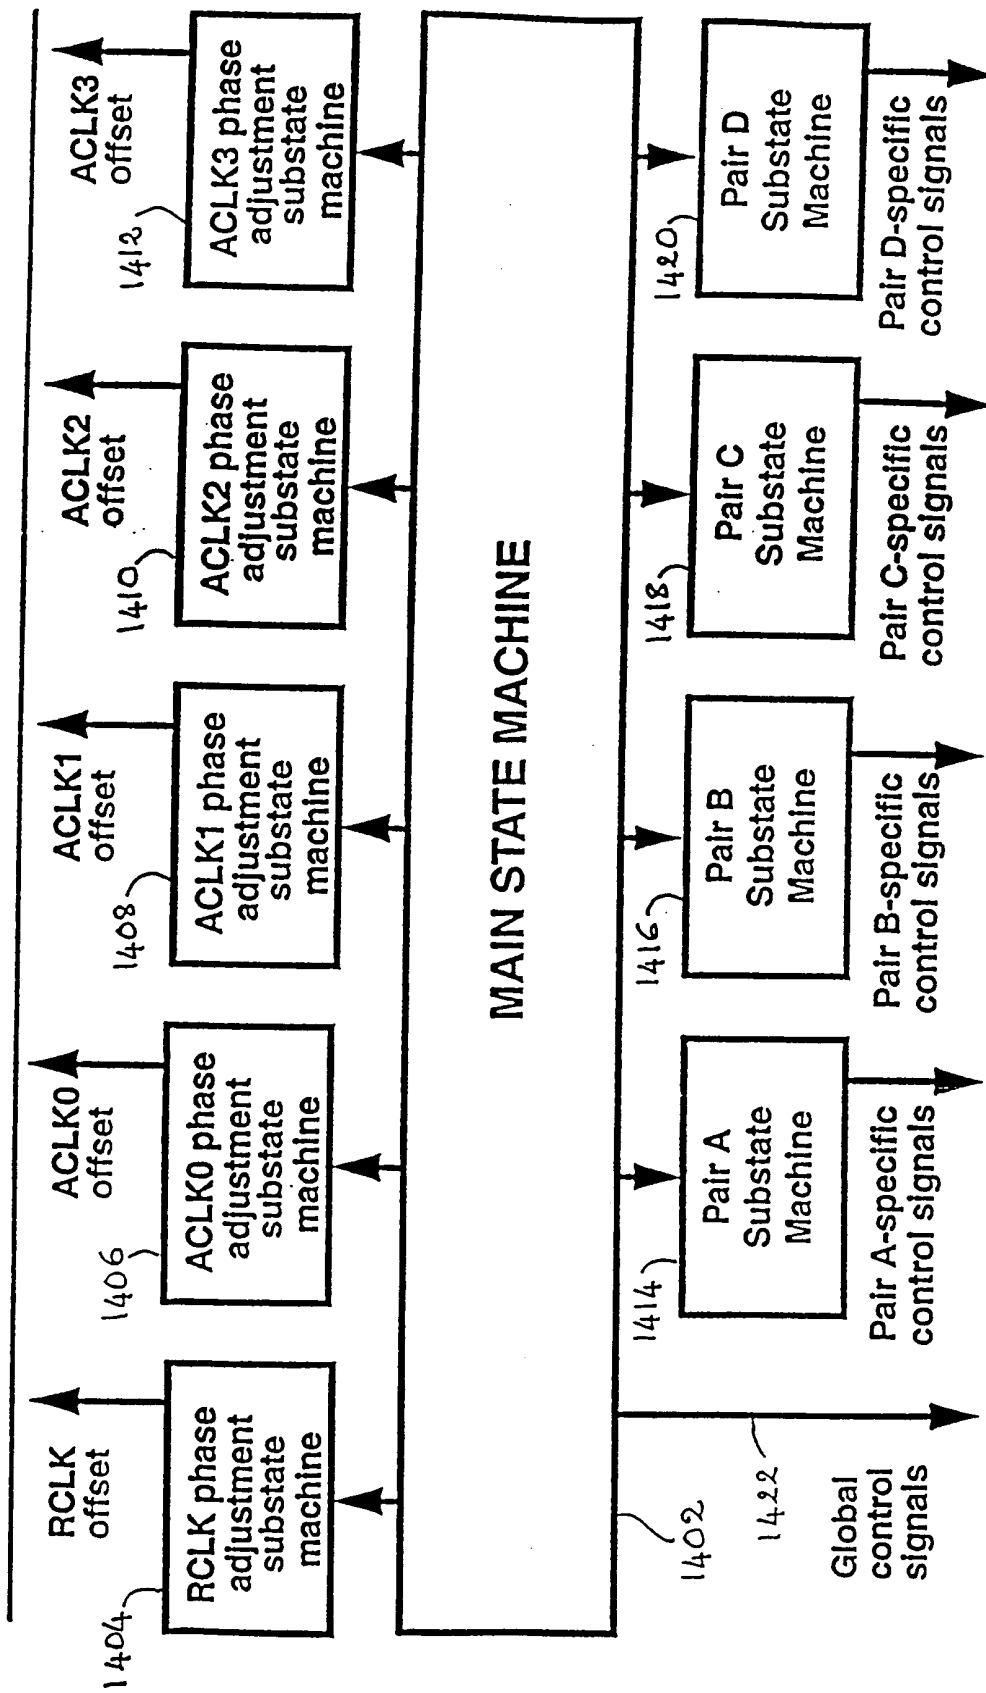 RCLK
offset
ACLK0
offset
ACLK1
offset
ACLK2
offset
ACLK3
offset
1404
RCLK phase
adjustment
substate
machine
1406
ACLK0 phase
adjustment
substate
machine
1408
ACLK1 phase
adjustment
substate
machine
1410
ACLK2 phase
adjustment
substate
machine
1412
ACLK3 phase
adjustment
substate
machine
MAIN STATE MACHINE
1402
1422
Global
control
signals
1414
Pair A
Substate
Machine
Pair A-specific
control signals
1416
Pair B
Substate
Machine
Pair B-specific
control signals
1418
Pair C
Substate
Machine
Pair C-specific
control signals
1420
Pair D
Substate
Machine
Pair D-specific
control signals